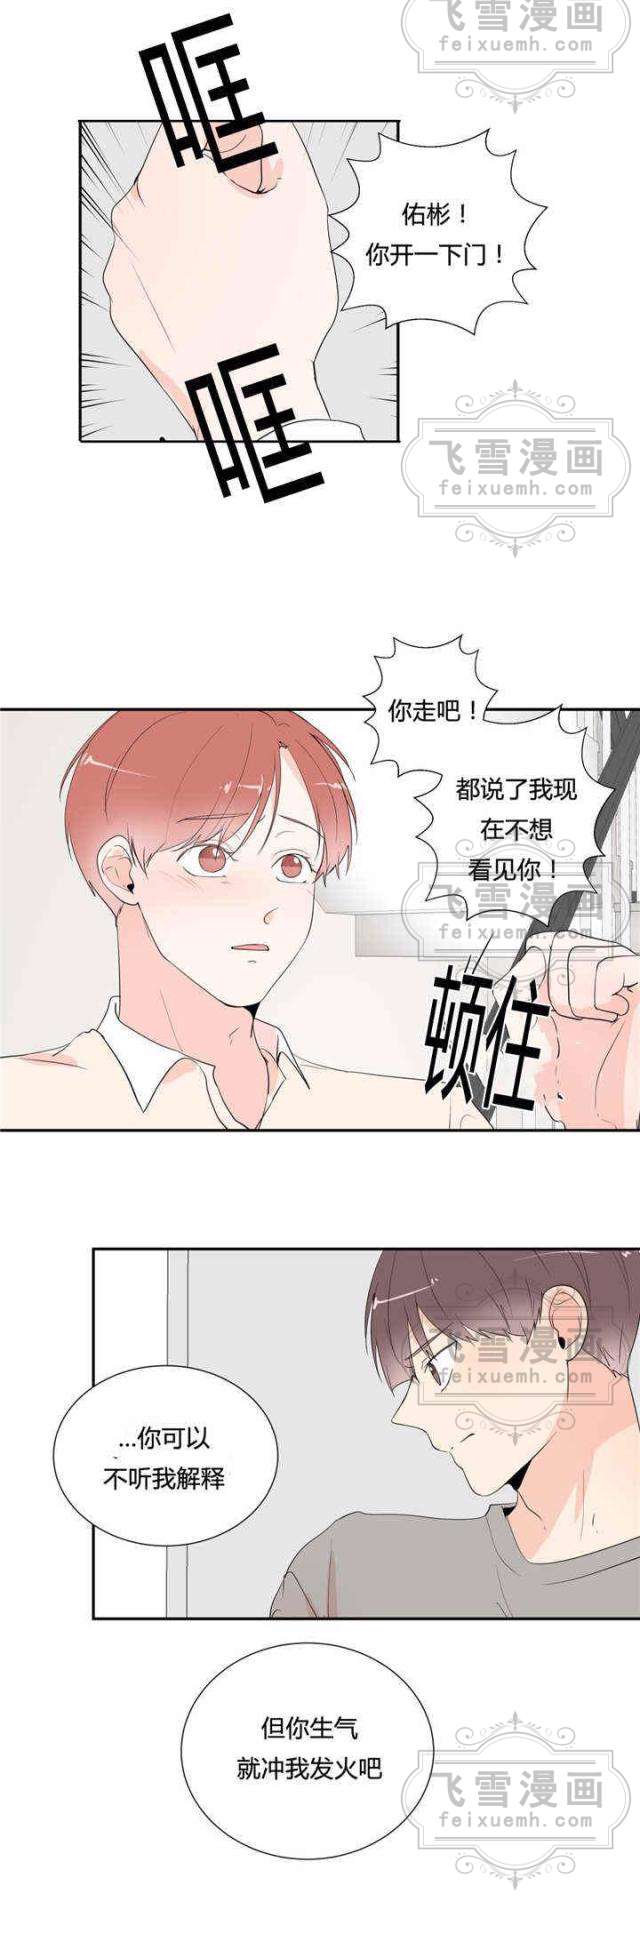 飞雪漫画
feixuemh.com
哐
佑彬！
你开一下门！
哐
飞雪漫画
feixuemh.com
你走吧！
都说了我现
在不想
看见你！
飞雪漫画
feixuemh.com
顿住
飞雪漫画
feixuemh.com
…你可以
不听我解释
但你生气
就冲我发火吧
飞雪漫画
feixuemh.com